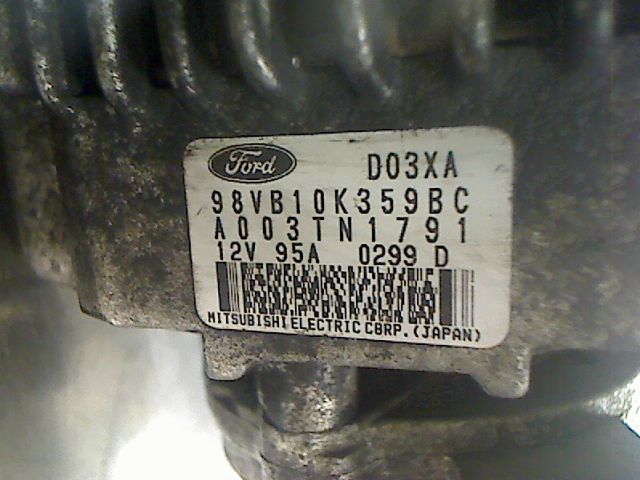 Ford D03XA
98VB10K359BC
A003TN1791
12V 95A 0299 D
MITSUBISHI ELECTRIC CORP. (JAPAN)